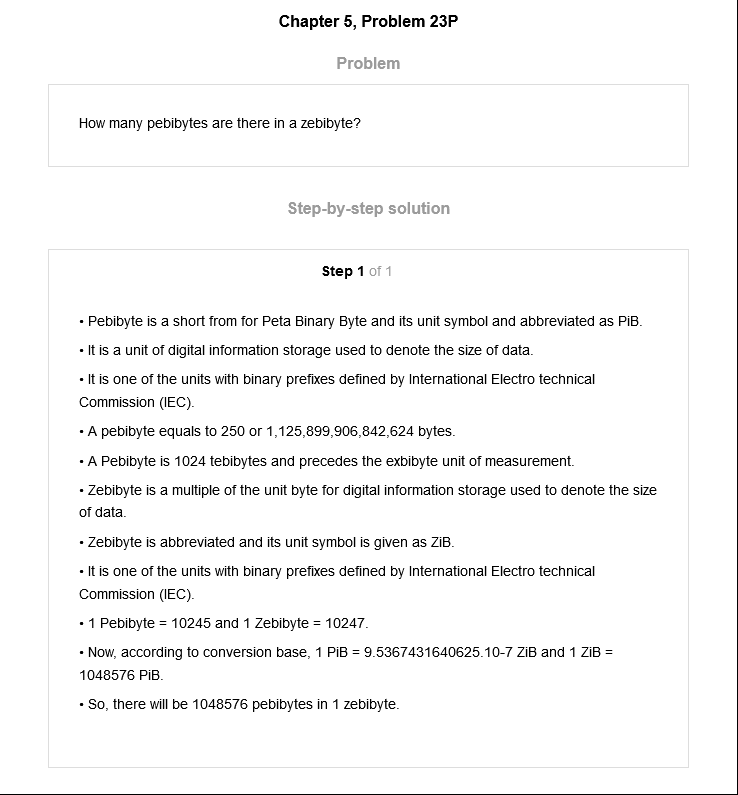 Chapter 5, Problem 23P
Problem
How many pebibytes are there in a zebibyte?
Step-by-step solution
Step 1 of 1
• Pebibyte is a short from for Peta Binary Byte and its unit symbol and abbreviated as PiB.
• It is a unit of digital information storage used to denote the size of data.
• It is one of the units with binary prefixes defined by International Electro technical
Commission (IEC).
• A pebibyte equals to 250 or 1,125,899,906,842,624 bytes.
• A Pebibyte is 1024 tebibytes and precedes the exbibyte unit of measurement.
• Zebibyte is a multiple of the unit byte for digital information storage used to denote the size
of data.
• Zebibyte is abbreviated and its unit symbol is given as ZiB.
• It is one of the units with binary prefixes defined by International Electro technical
Commission (IEC).
• 1 Pebibyte = 10245 and 1 Zebibyte = 10247.
• Now, according to conversion base, 1 PiB = 9.5367431640625.10-7 ZiB and 1 ZiB =
1048576 PiB.
• So, there will be 1048576 pebibytes in 1 zebibyte.